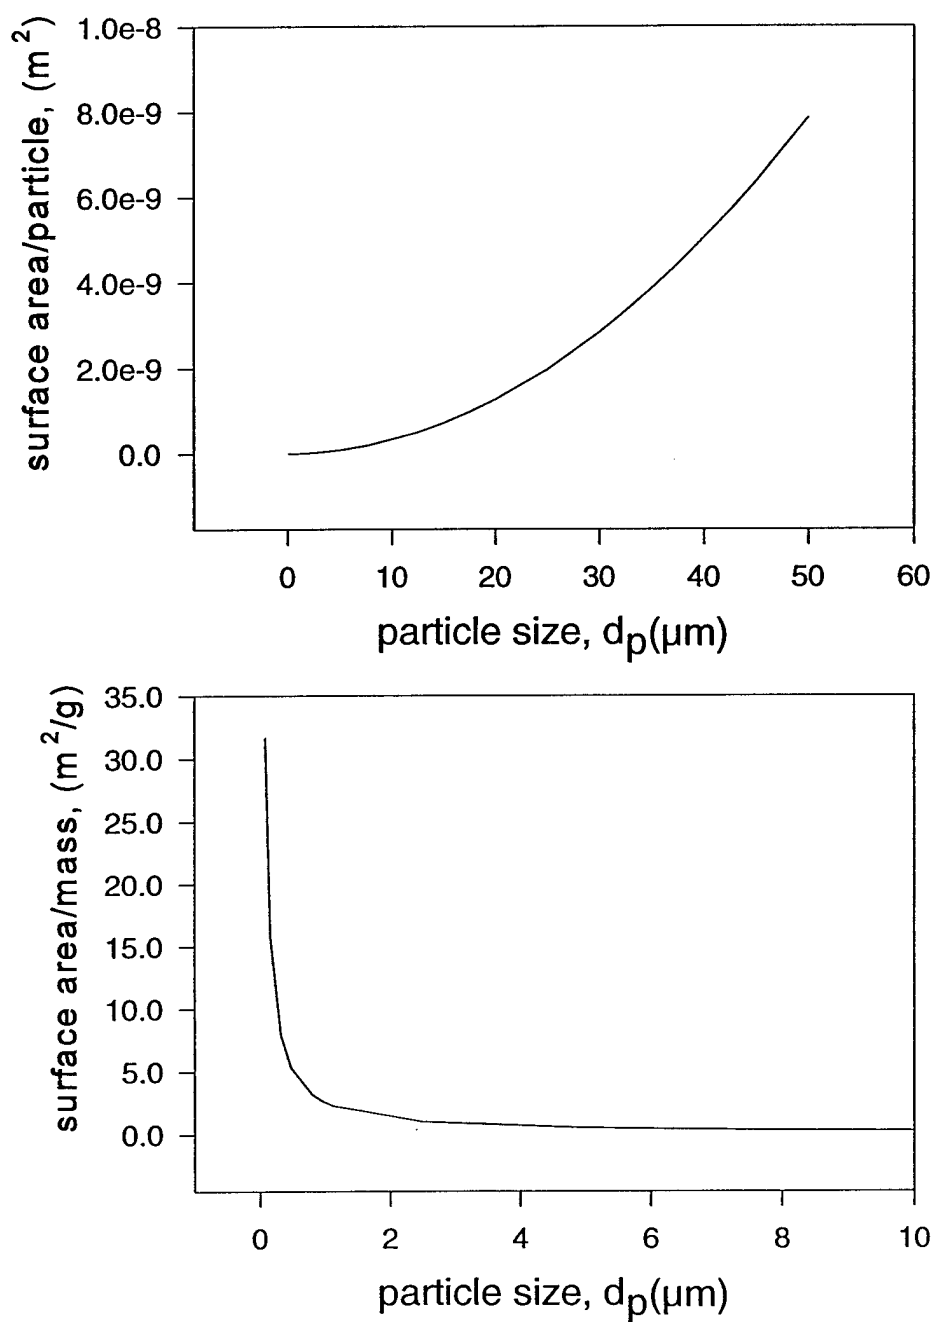 surface area/particle, (m²)
1.0e-8
8.0e-9
6.0e-9
4.0e-9
2.0e-9
0.0
0 10 20 30 40 50 60
particle size, dp(µm)
surface area/mass, (m²/g)
35.0
30.0
25.0
20.0
15.0
10.0
5.0
0.0
0 2 4 6 8 10
particle size, dp(µm)